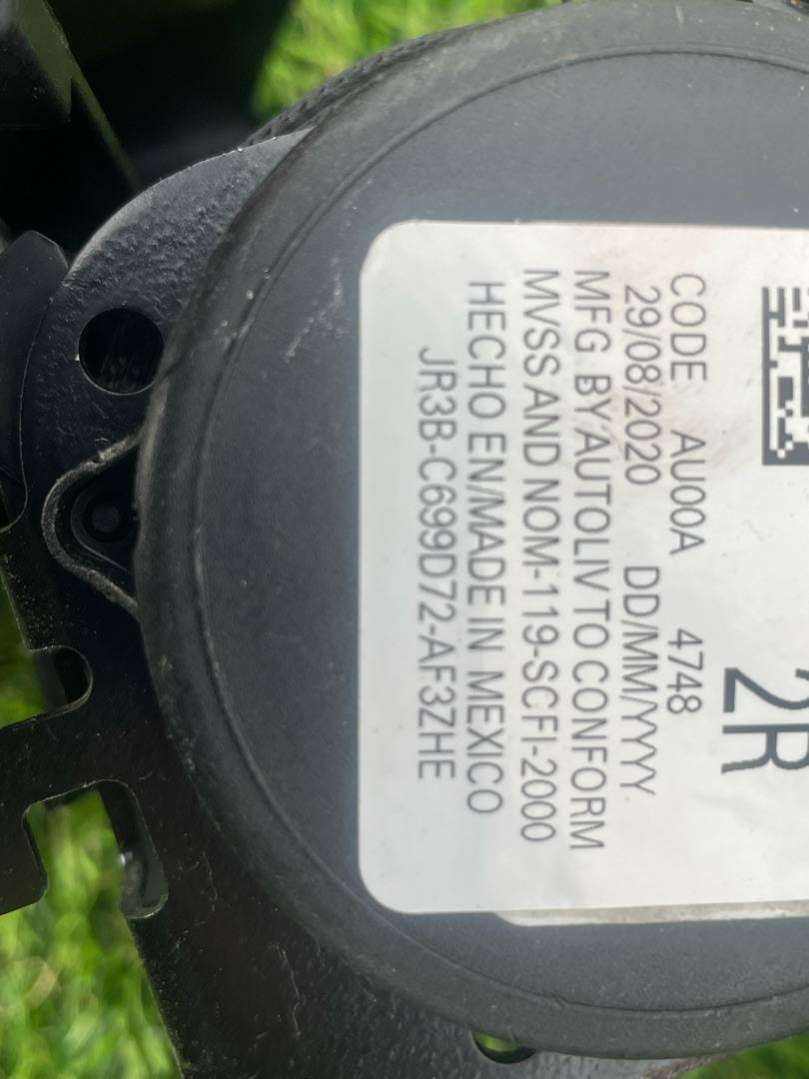 2R
CODE AU00A 4748
29/08/2020 DD/MM/YYYY
MFG BY AUTOLIV TO CONFORM
MVSS AND NOM-119-SCFI-2000
HECHO EN/MADE IN MEXICO
JR3B-C699D72-AF3ZHE